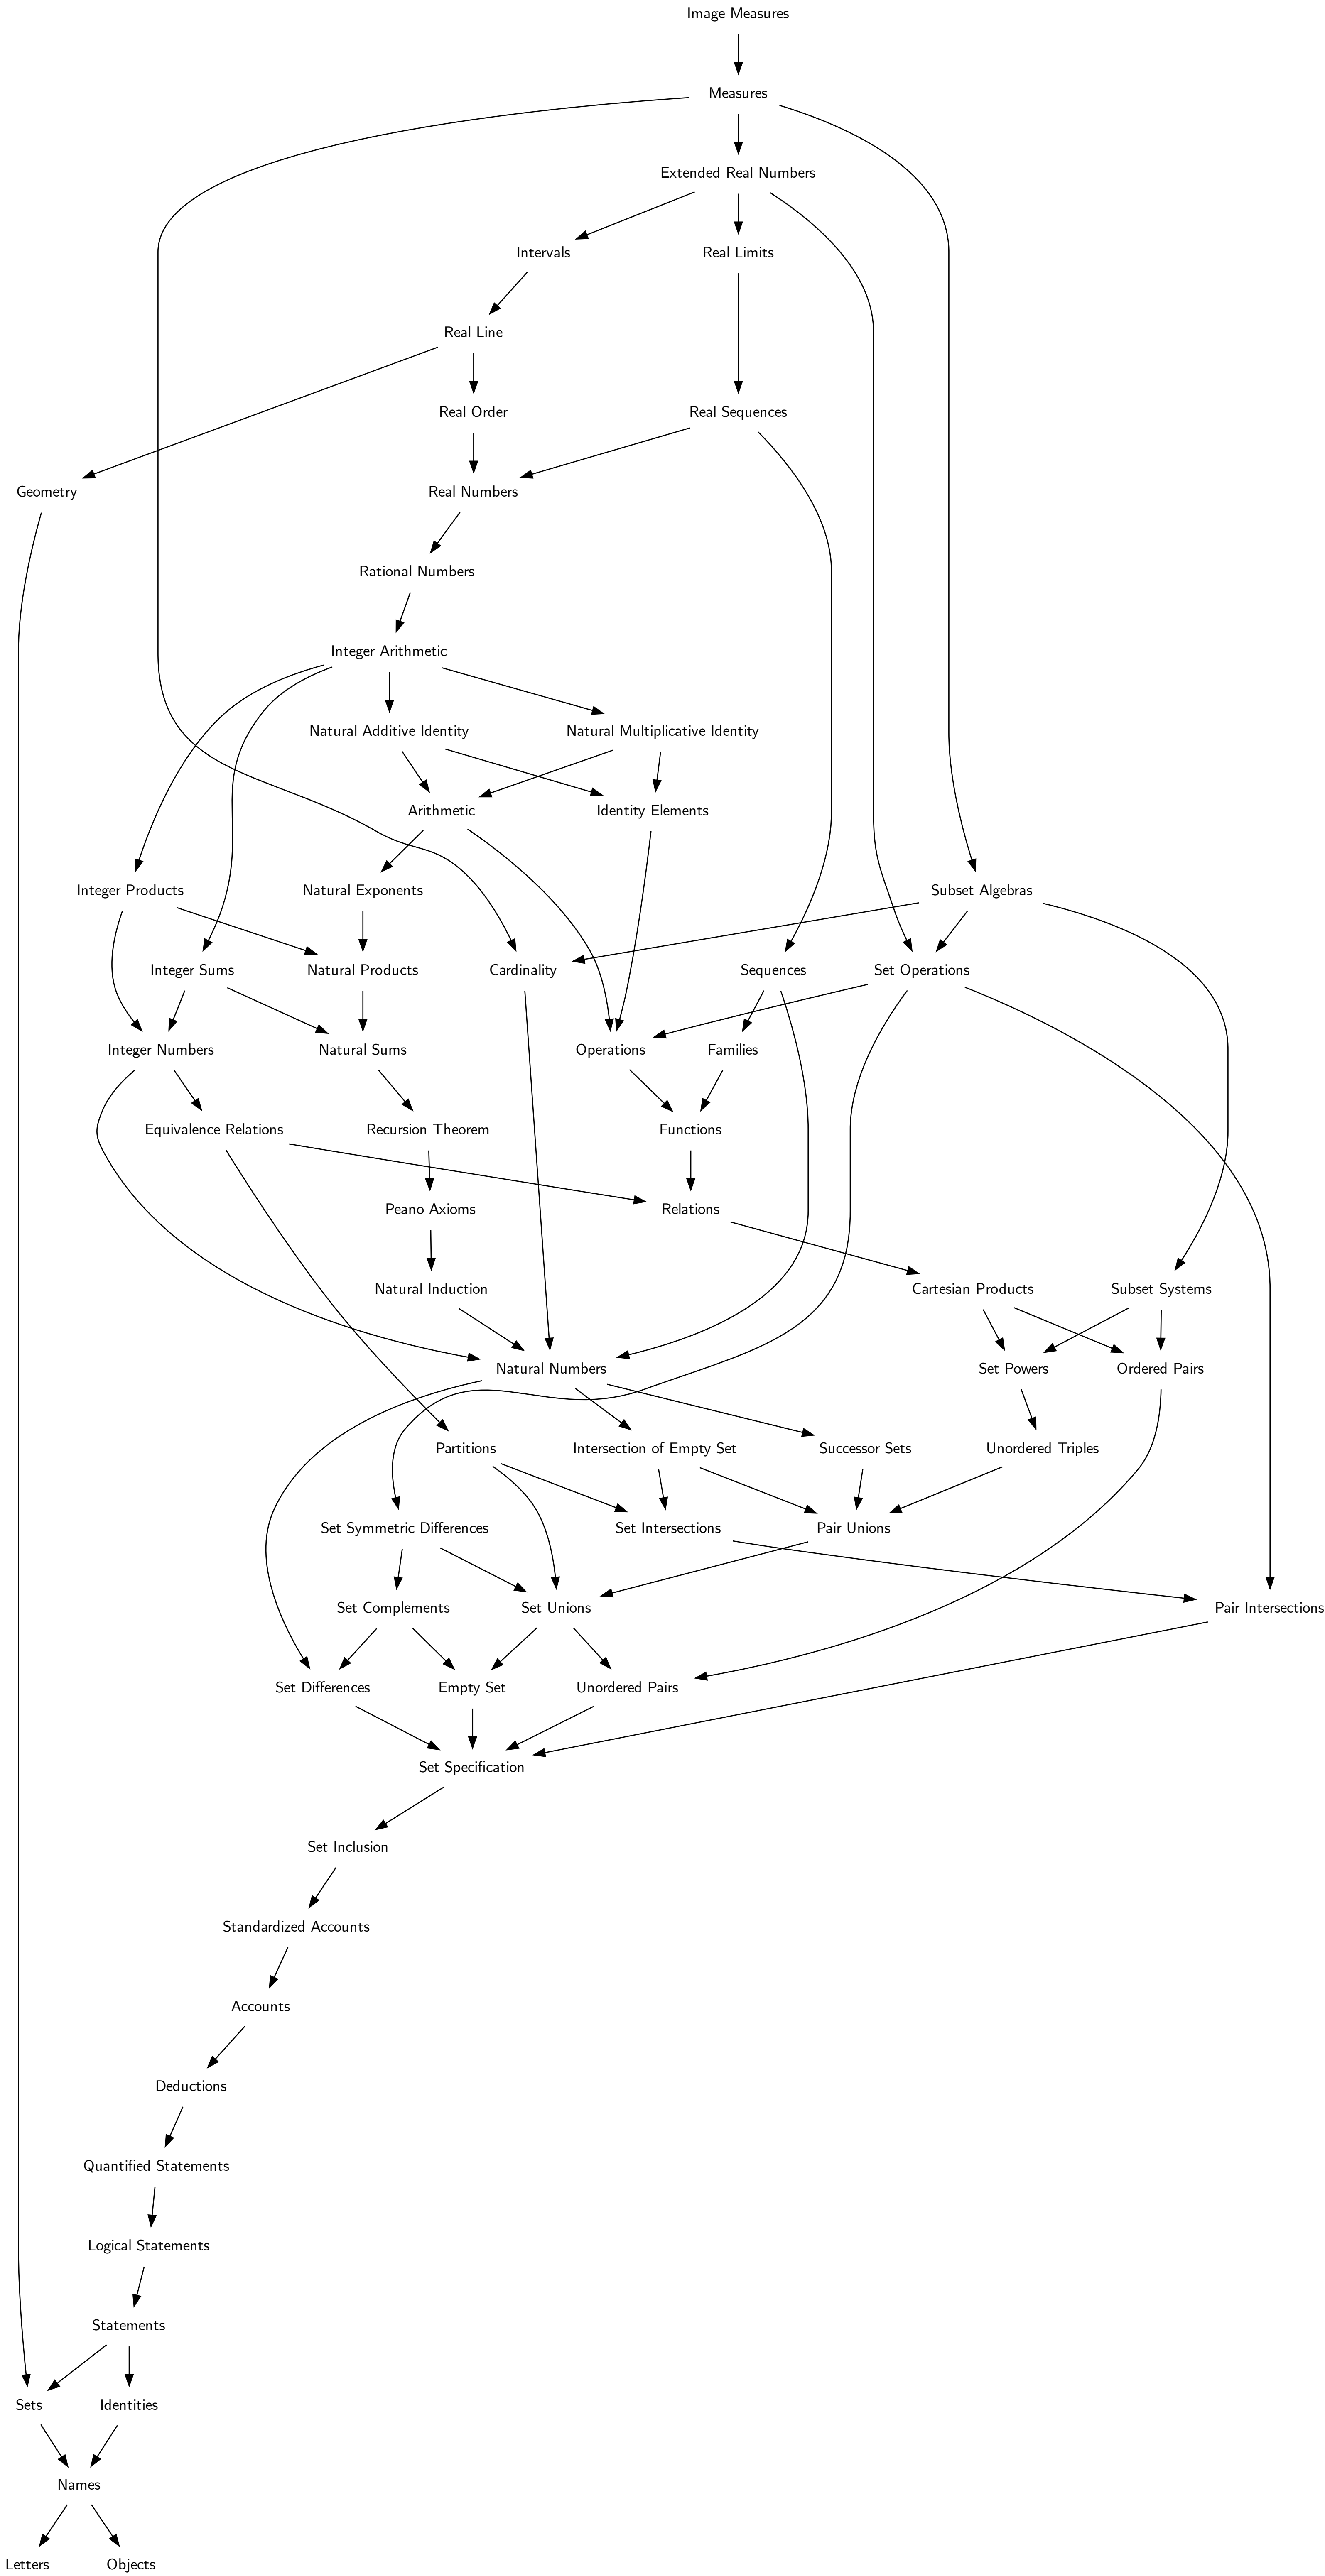 Image Measures
Measures
Extended Real Numbers
Intervals
Real Limits
Real Line
Real Order
Real Sequences
Geometry
Real Numbers
Rational Numbers
Integer Arithmetic
Natural Additive Identity
Natural Multiplicative Identity
Arithmetic
Identity Elements
Integer Products
Natural Exponents
Subset Algebras
Integer Sums
Natural Products
Cardinality
Sequences
Set Operations
Integer Numbers
Natural Sums
Operations
Families
Equivalence Relations
Recursion Theorem
Functions
Peano Axioms
Relations
Natural Induction
Cartesian Products
Subset Systems
Natural Numbers
Set Powers
Ordered Pairs
Partitions
Intersection of Empty Set
Successor Sets
Unordered Triples
Set Symmetric Differences
Set Intersections
Pair Unions
Set Complements
Set Unions
Pair Intersections
Set Differences
Empty Set
Unordered Pairs
Set Specification
Set Inclusion
Standardized Accounts
Accounts
Deductions
Quantified Statements
Logical Statements
Statements
Sets
Identities
Names
Letters
Objects